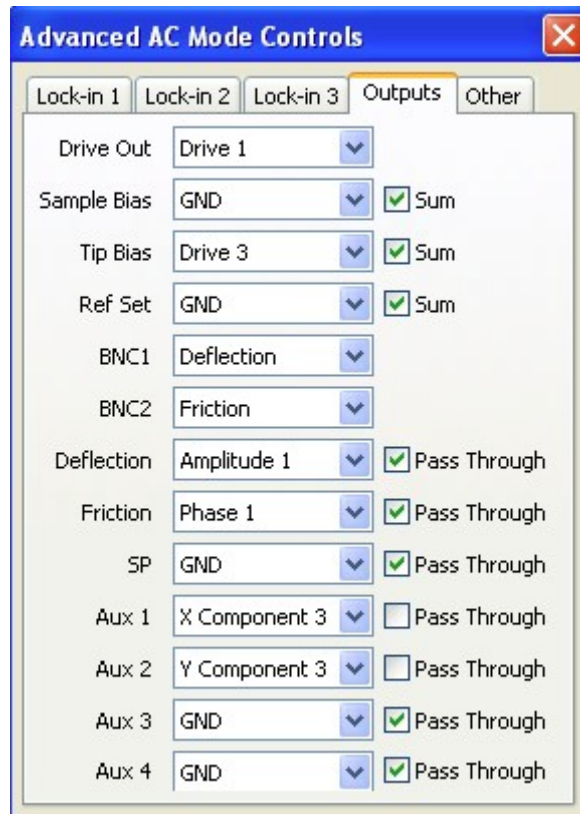 Advanced AC Mode Controls
Lock-in 1 Lock-in 2 Lock-in 3 Outputs Other
Drive Out Drive 1
Sample Bias GND Sum
Tip Bias Drive 3 Sum
Ref Set GND Sum
BNC1 Deflection
BNC2 Friction
Deflection Amplitude 1 Pass Through
Friction Phase 1 Pass Through
SP GND Pass Through
Aux 1 X Component 3 Pass Through
Aux 2 Y Component 3 Pass Through
Aux 3 GND Pass Through
Aux 4 GND Pass Through